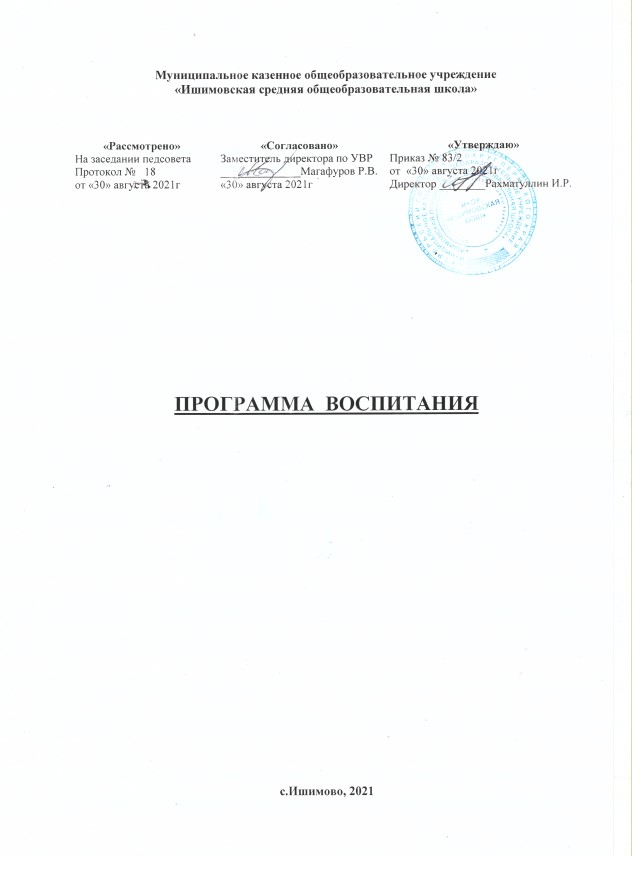 Муниципальное казенное общеобразовательное учреждение
«Ишимовская средняя общеобразовательная школа»
«Рассмотрено»
На заседании педсовета
Протокол № 18
от «30» августа 2021г
«Согласовано»
Заместитель директора по УВР
______________Магафуров Р.В.
«30» августа 2021г
«Утверждаю»
Приказ № 83/2
от «30» августа 2021г
Директор ________Рахматуллин И.Р.
ПРОГРАММА ВОСПИТАНИЯ
с.Ишимово, 2021